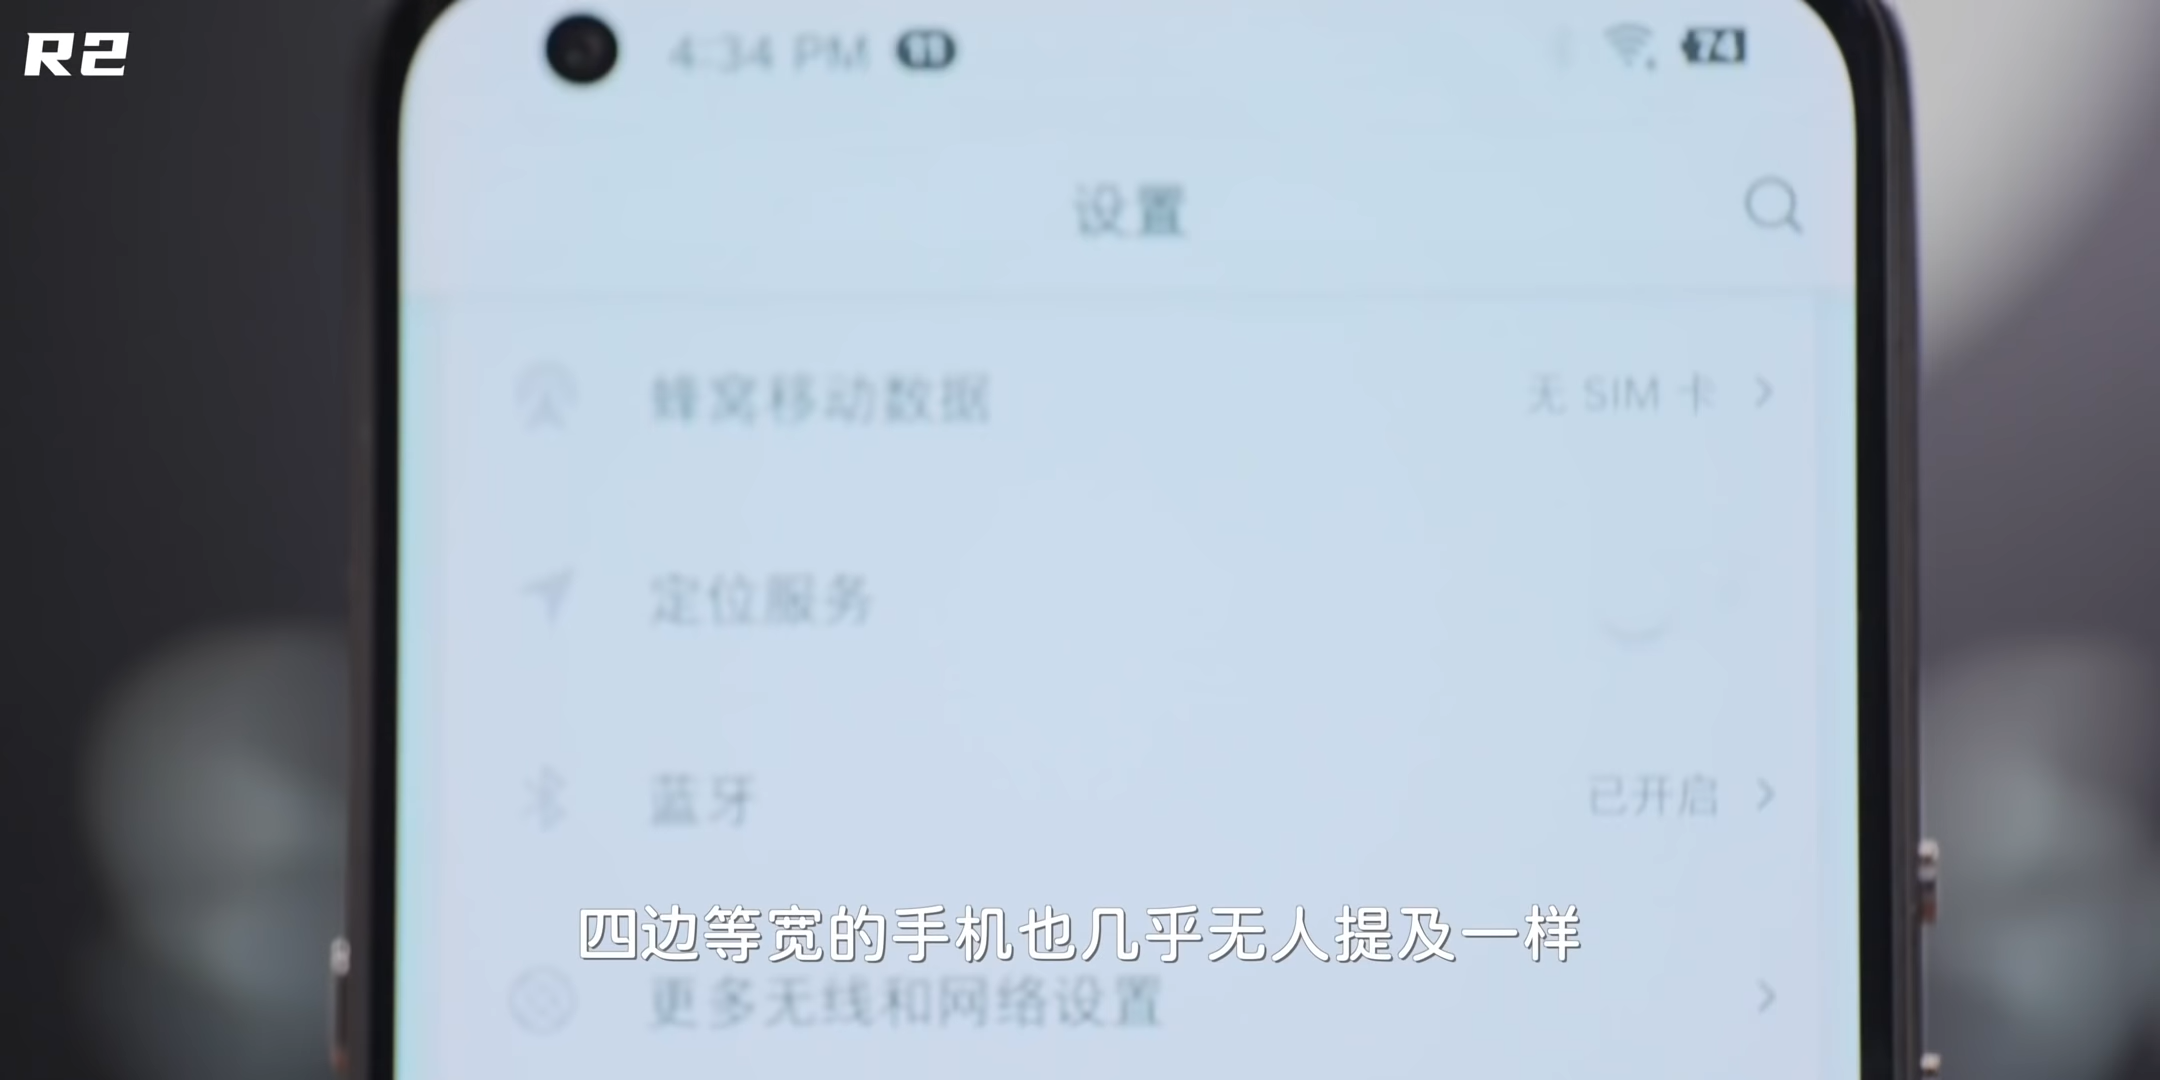 R2
4:34 PM 11 74
设置
蜂窝移动数据 无 SIM 卡
定位服务
蓝牙 已开启
四边等宽的手机也几乎无人提及一样
更多无线和网络设置